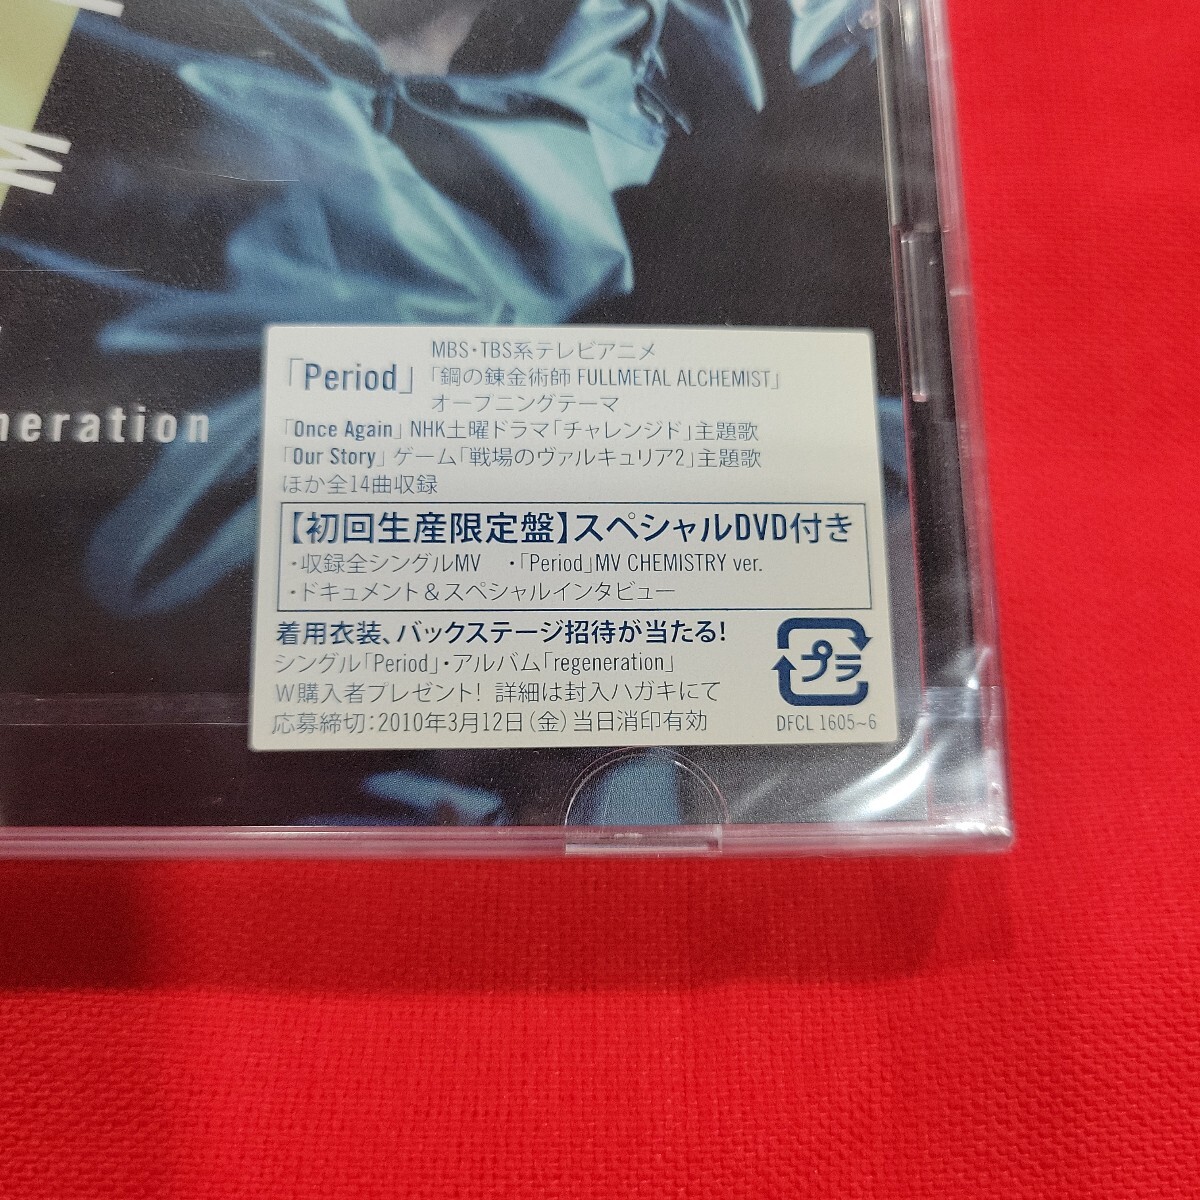 M
neration
MBS・TBS系テレビアニメ
「Period」「鋼の錬金術師 FULLMETAL ALCHEMIST」
オープニングテーマ
「Once Again」NHK土曜ドラマ「チャレンジド」主題歌
「Our Story」ゲーム「戦場のヴァルキュリア2」主題歌
ほか全14曲収録
【初回生産限定盤】スペシャルDVD付き
・収録全シングルMV ・「Period」MV CHEMISTRY ver.
・ドキュメント＆スペシャルインタビュー
着用衣装、バックステージ招待が当たる!
シングル「Period」・アルバム「regeneration」
W購入者プレゼント! 詳細は封入ハガキにて
応募締切:2010年3月12日(金)当日消印有効
プラ
DFCL 1605~6